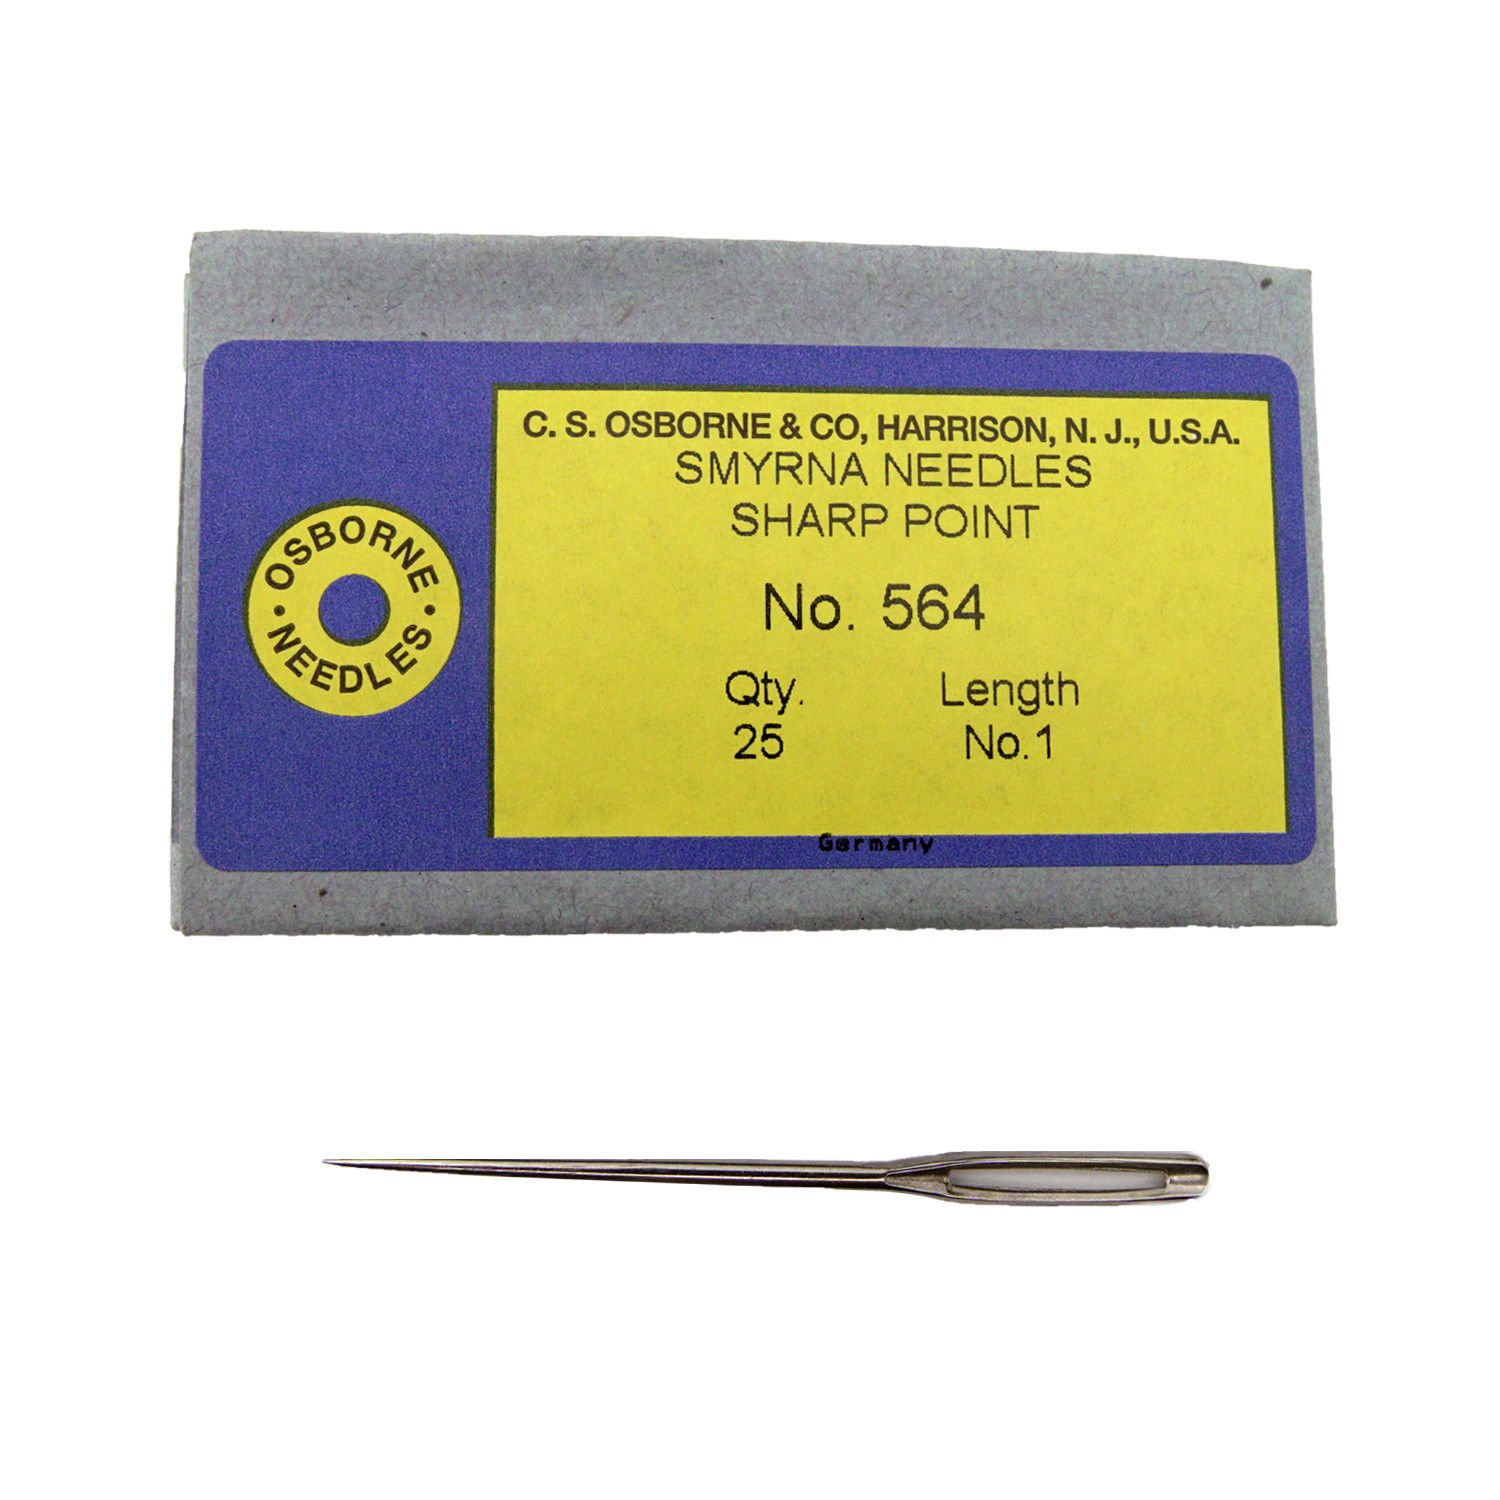 C. S. OSBORNE & CO, HARRISON, N. J., U.S.A.
SMYRNA NEEDLES
SHARP POINT
No. 564
Qty. Length
25 No.1
Germany
OSBORNE
· NEEDLES ·